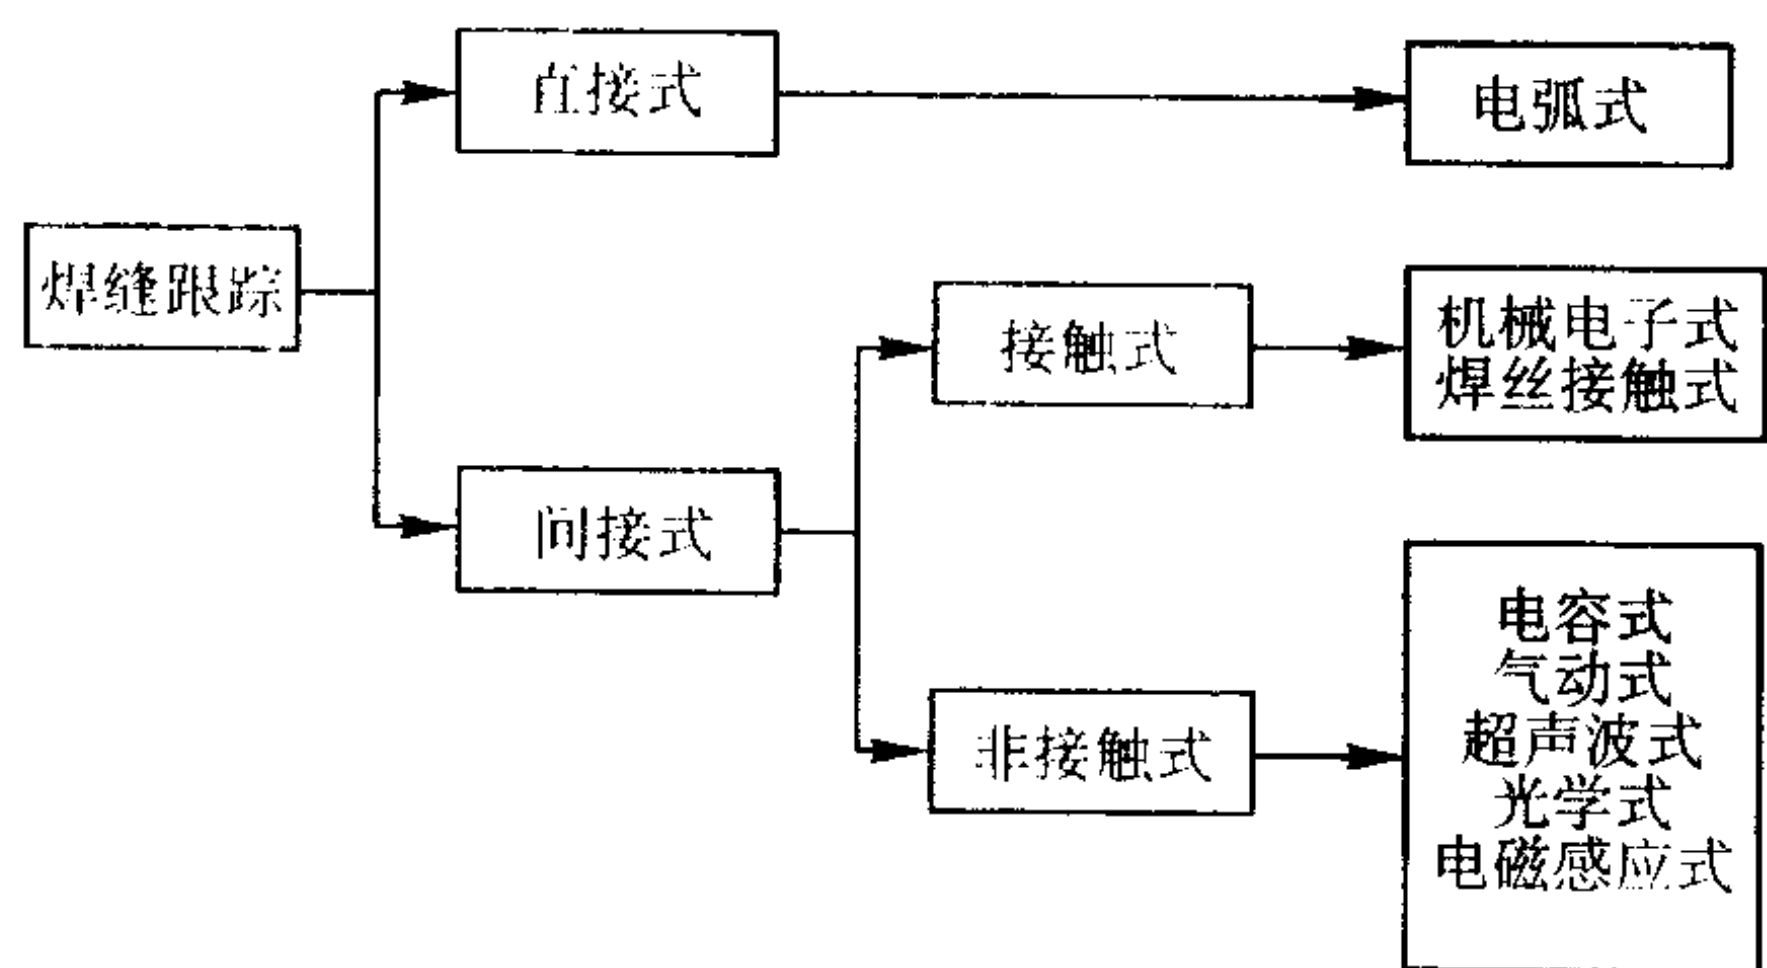 直接式
电弧式
焊缝跟踪
接触式
机械电子式
焊丝接触式
间接式
非接触式
电容式
气动式
超声波式
光学式
电磁感应式